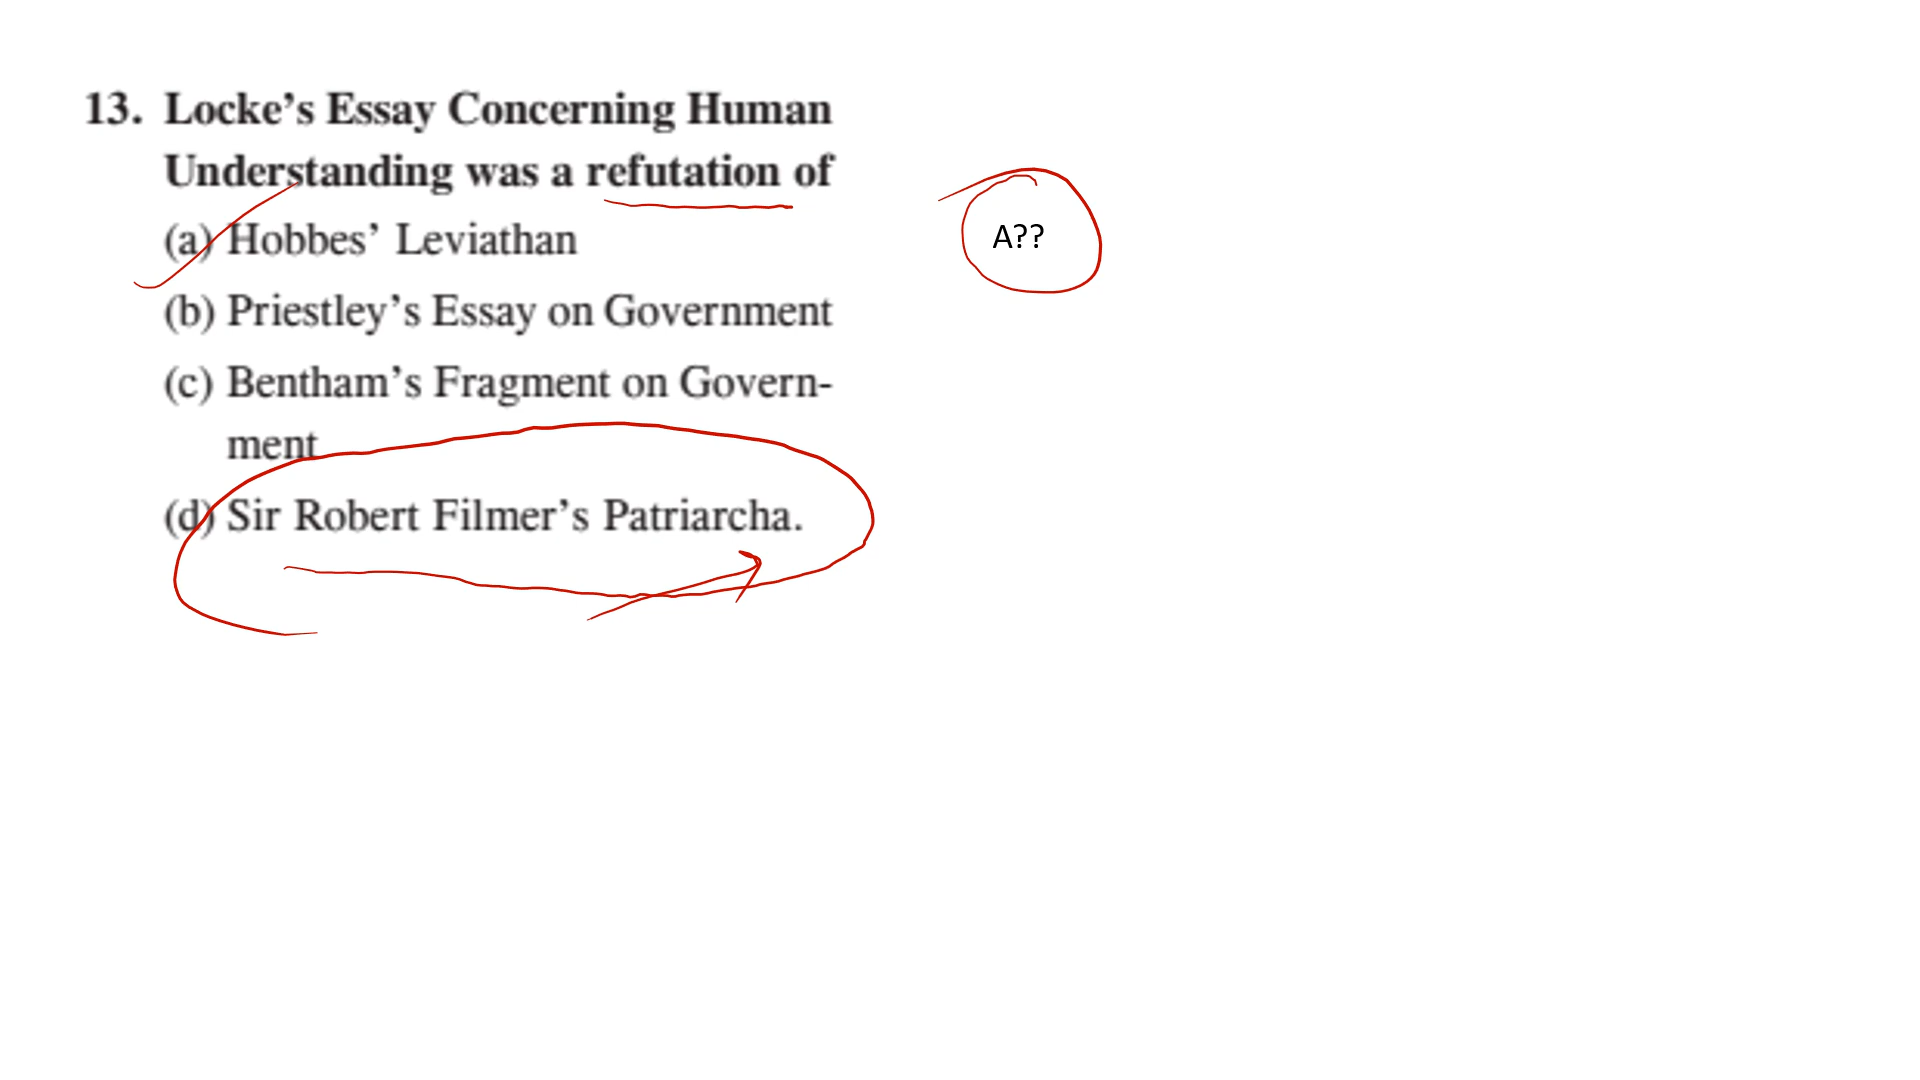 13. Locke’s Essay Concerning Human
Understanding was a refutation of
(a) Hobbes’ Leviathan
(b) Priestley’s Essay on Government
(c) Bentham’s Fragment on Govern-
ment
(d) Sir Robert Filmer’s Patriarcha.
A??